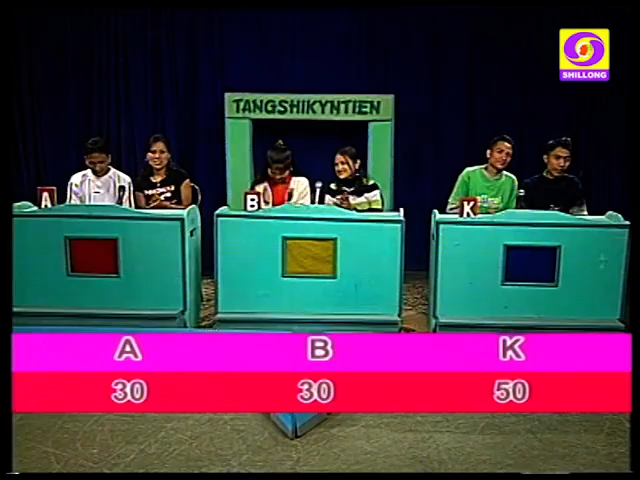 SHILLONG
TANGSHIKYNTIEN
A B K
A B K
30 30 50